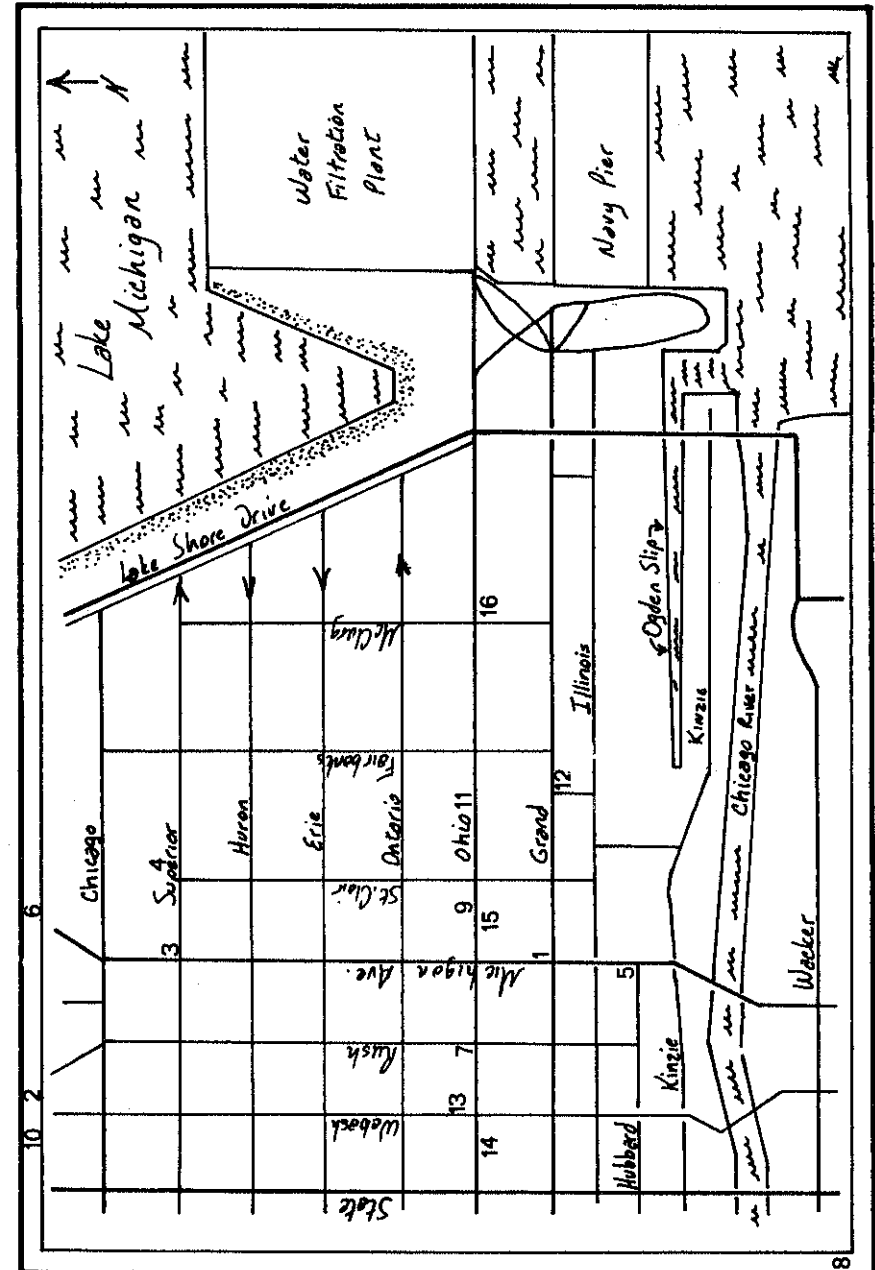 N
Lake
Michigan
Water
Filtration
Plant
Navy Pier
Lake Shore Drive
McClurg
16
Illinois
Ogden Slip
Kinzie
Chicago River
Fairbanks
12
Chicago
Superior
4
Huron
Erie
Ontario
Ohio 11
Grand
St. Clair
6
3
9
15
1
5
Michigan
Ave.
Wacker
Rush
7
Kinzie
10 2
13
Wabash
14
Hubbard
State
8